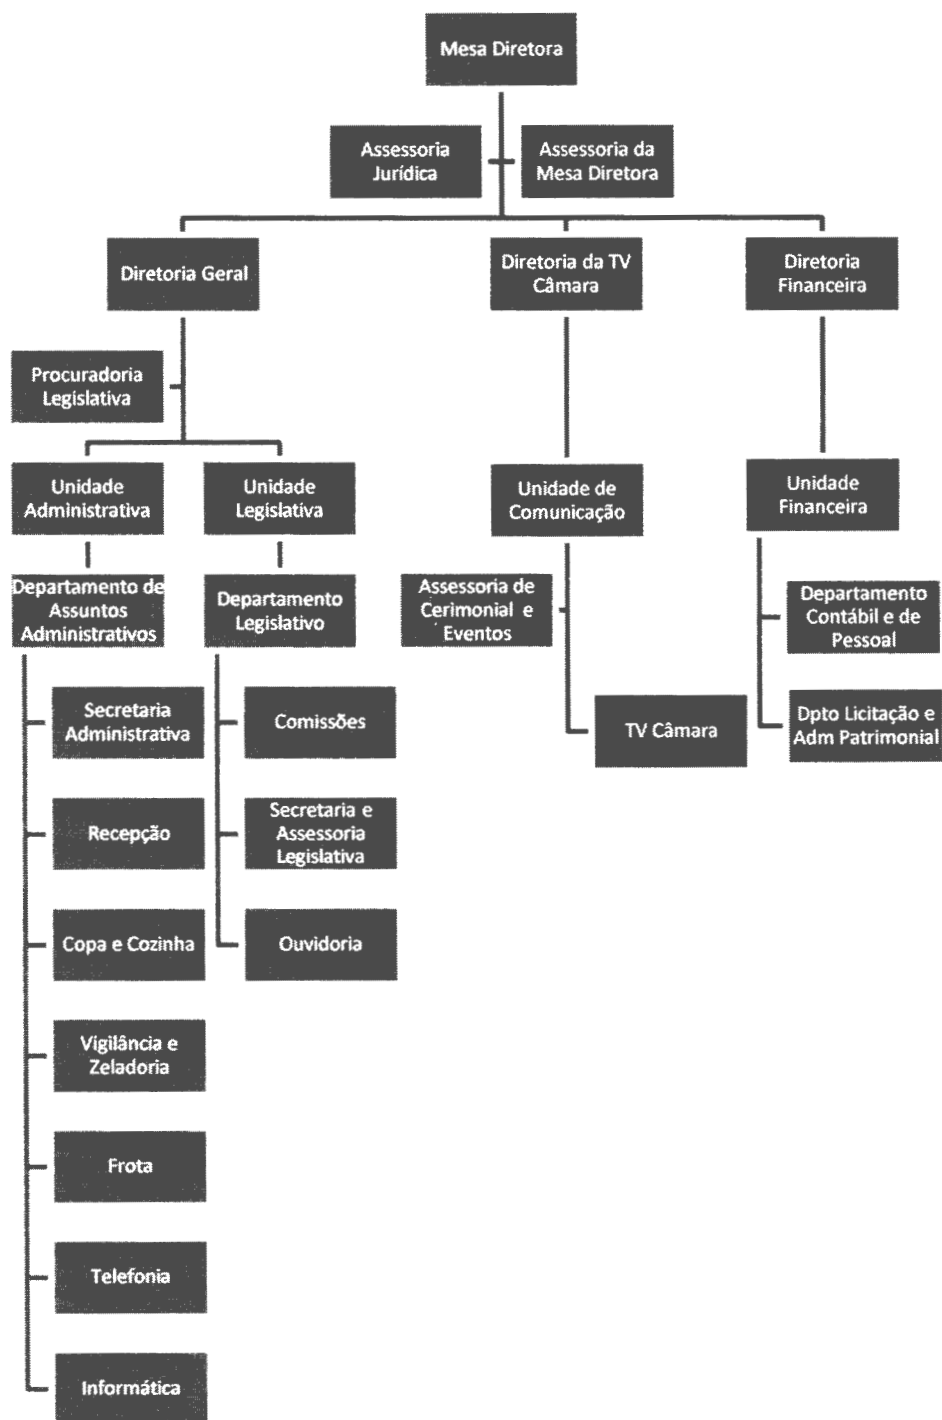 Mesa Diretora
Assessoria
Jurídica
Assessoria da
Mesa Diretora
Diretoria Geral
Diretoria da TV
Câmara
Diretoria
Financeira
Procuradoria
Legislativa
Unidade
Administrativa
Unidade
Legislativa
Unidade de
Comunicação
Unidade
Financeira
Departamento de
Assuntos
Administrativos
Departamento
Legislativo
Assessoria de
Cerimonial e
Eventos
Departamento
Contábil e de
Pessoal
Secretaria
Administrativa
Comissões
TV Câmara
Dpto Licitação e
Adm Patrimonial
Recepção
Secretaria e
Assessoria
Legislativa
Copa e Cozinha
Ouvidoria
Vigilância e
Zeladoria
Frota
Telefonia
Informática